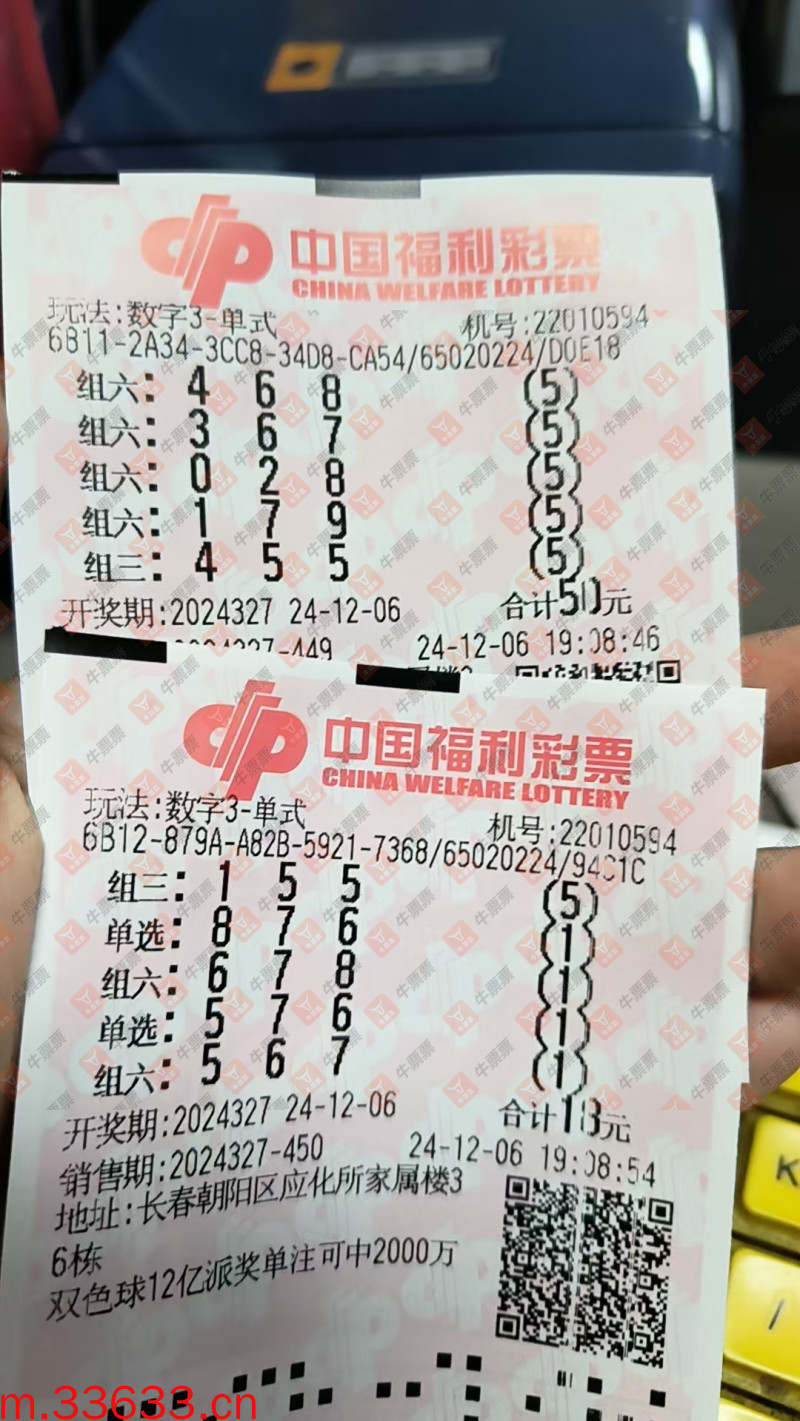 中国福利彩票
CHINA WELFARE LOTTERY
玩法:数字3-单式 机号:22010594
6B11-2A34-3CC8-34D8-CA54/65020224/D0E18
组六: 4 6 8 (5)
组六: 3 6 7 (5)
组六: 0 2 8 (5)
组六: 1 7 9 (5)
组三: 4 5 5 (5)
开奖期:2024327 24-12-06 合计50元
2024327-449 24-12-06 19:08:46
中国福利彩票
CHINA WELFARE LOTTERY
玩法:数字3-单式 机号:22010594
6B12-879A-A82B-5921-7368/65020224/94C1C
组三: 1 5 5 (5)
单选: 8 7 6 (1)
组六: 6 7 8 (1)
单选: 5 7 6 (1)
组六: 5 6 7 (1)
开奖期:2024327 24-12-06 合计18元
销售期:2024327-450 24-12-06 19:08:54
地址:长春朝阳区应化所家属楼3
6栋
双色球12亿派奖单注可中2000万
牛票票
K
/
m.33633.cn